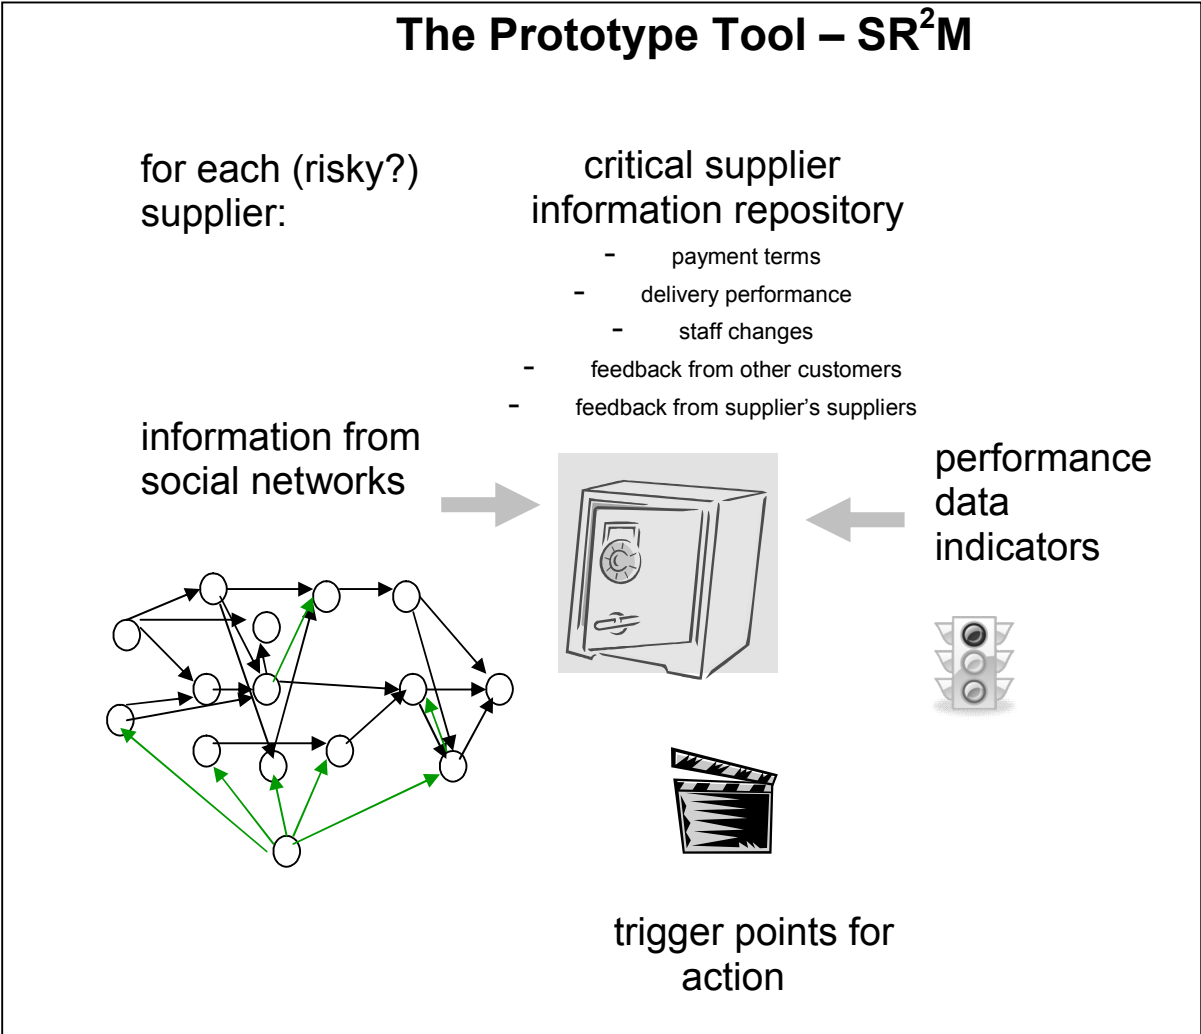 The Prototype Tool – SR²M
for each (risky?)
supplier:
critical supplier
information repository
- payment terms
- delivery performance
- staff changes
- feedback from other customers
- feedback from supplier’s suppliers
information from
social networks
performance
data
indicators
trigger points for
action